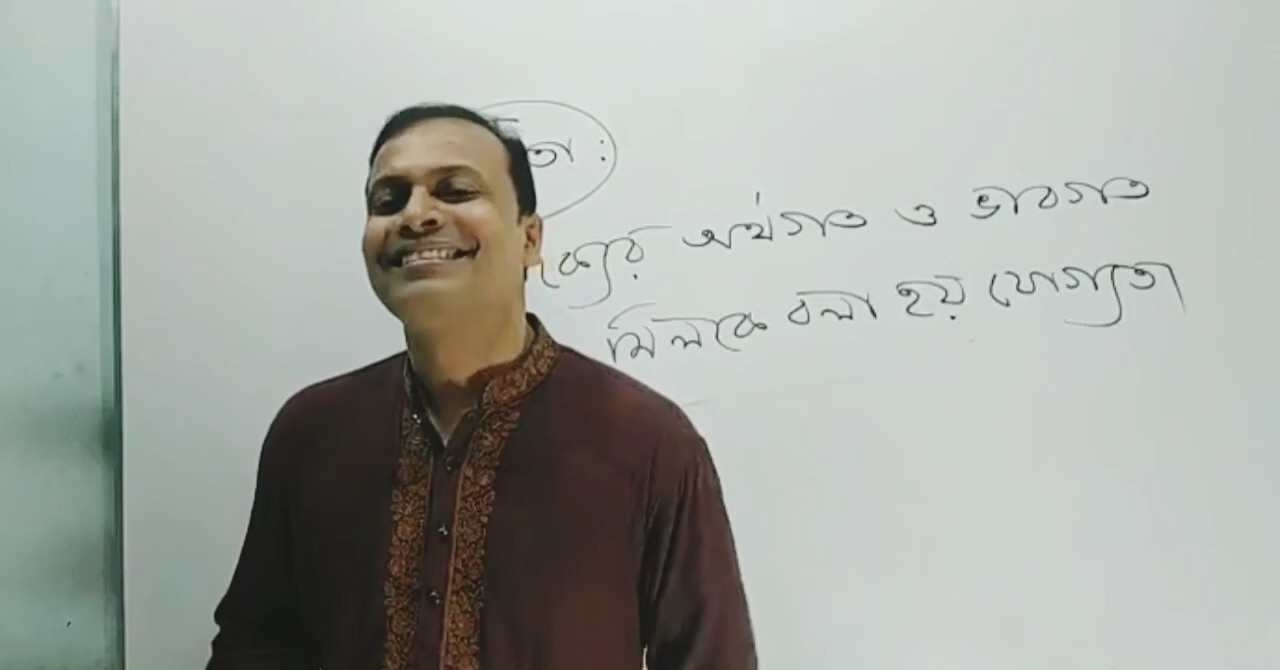 তা :
ক্যের অর্থগত ও ভাবগত
মিলকে বলা হয় যোগ্যতা